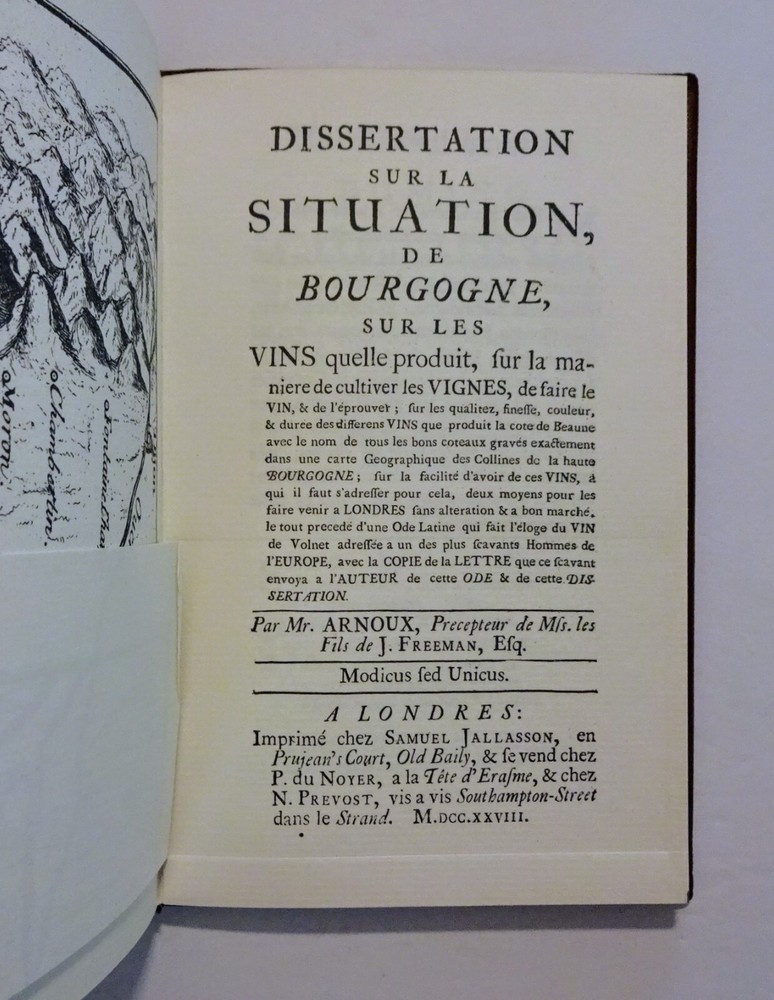 Moron.
Chambertin.
DISSERTATION
SUR LA
SITUATION,
DE
BOURGOGNE,
SUR LES
VINS quelle produit, ſur la ma-
niere de cultiver les VIGNES, de faire le
VIN, & de l'éprouver ; ſur les qualitez, fineſſe, couleur,
& durée des differens VINS que produit la cote de Beaune
avec le nom de tous les bons coteaux gravés exactement
dans une carte Geographique des Collines de la haute
BOURGOGNE ; ſur la facilité d'avoir de ces VINS, à
qui il faut s'adreſſer pour cela, deux moyens pour les
faire venir a LONDRES ſans alteration & a bon marché.
le tout precedé d'une Ode Latine qui fait l'éloge du VIN
de Volnet adreſſée a un des plus ſcavants Hommes de
l'EUROPE, avec la COPIE de la LETTRE que ce ſcavant
envoya a l'AUTEUR de cette ODE & de cette DIS-
SERTATION.
Par Mr. ARNOUX, Precepteur de Mſs. les
Fils de J. FREEMAN, Eſq.
Modicus ſed Unicus.
A LONDRES:
Imprimé chez SAMUEL JALLASSON, en
Prujean's Court, Old Baily, & ſe vend chez
P. du NOYER, a la Téte d'Eraſme, & chez
N. PREVOST, vis a vis Southampton-Street
dans le Strand. M.DCC.XXVIII.